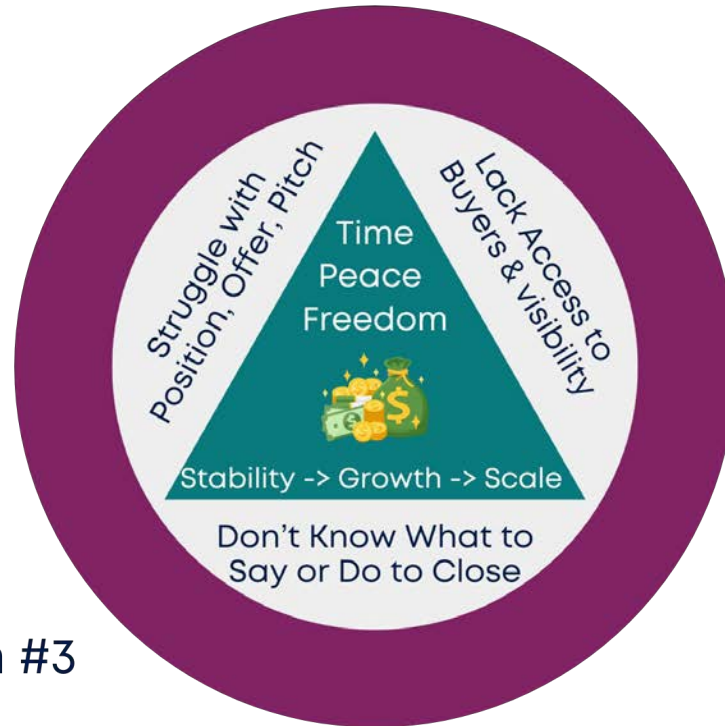 Struggle with
Position, Offer, Pitch
Lack Access to
Buyers & visibility
Time
Peace
Freedom
$
Stability -> Growth -> Scale
Don't Know What to
Say or Do to Close
#3